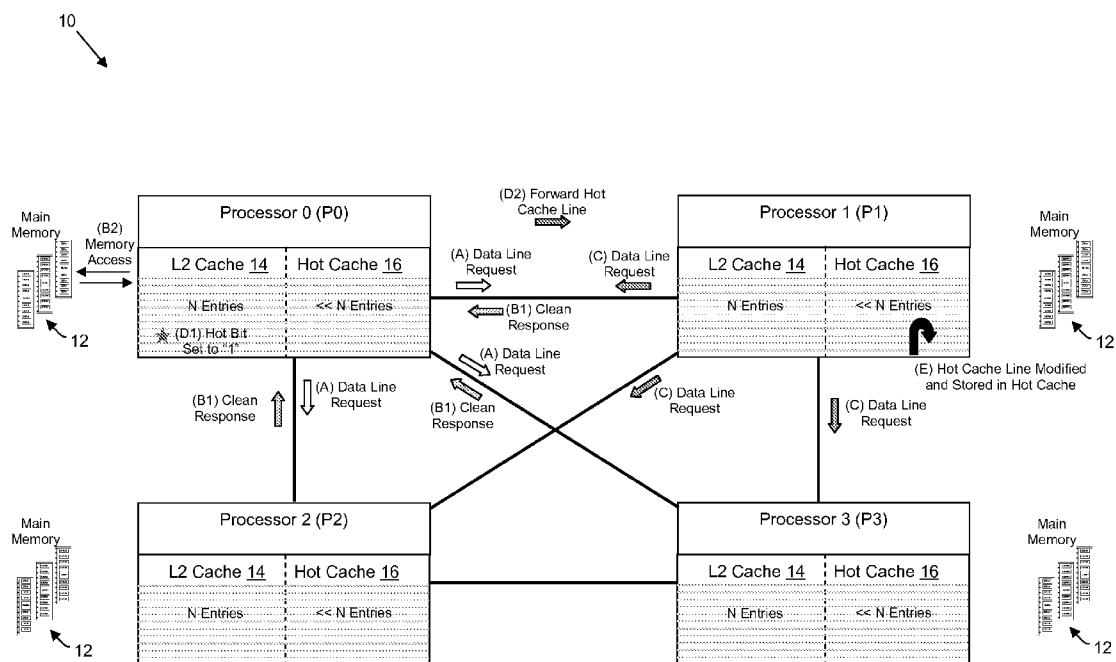 10
(D2) Forward Hot
Cache Line
Processor 0 (P0)
Processor 1 (P1)
Main
Memory
(B2)
Memory
Access
L2 Cache 14
Hot Cache 16
(A) Data Line
Request
(C) Data Line
Request
L2 Cache 14
Hot Cache 16
Main
Memory
N Entries
<< N Entries
(B1) Clean
Response
N Entries
<< N Entries
12
(D1) Hot Bit
Set to "1"
12
(A) Data Line
Request
(E) Hot Cache Line Modified
and Stored in Hot Cache
(B1) Clean
Response
(A) Data Line
Request
(B1) Clean
Response
(C) Data Line
Request
(C) Data Line
Request
Processor 2 (P2)
Processor 3 (P3)
Main
Memory
L2 Cache 14
Hot Cache 16
L2 Cache 14
Hot Cache 16
Main
Memory
N Entries
<< N Entries
N Entries
<< N Entries
12
12